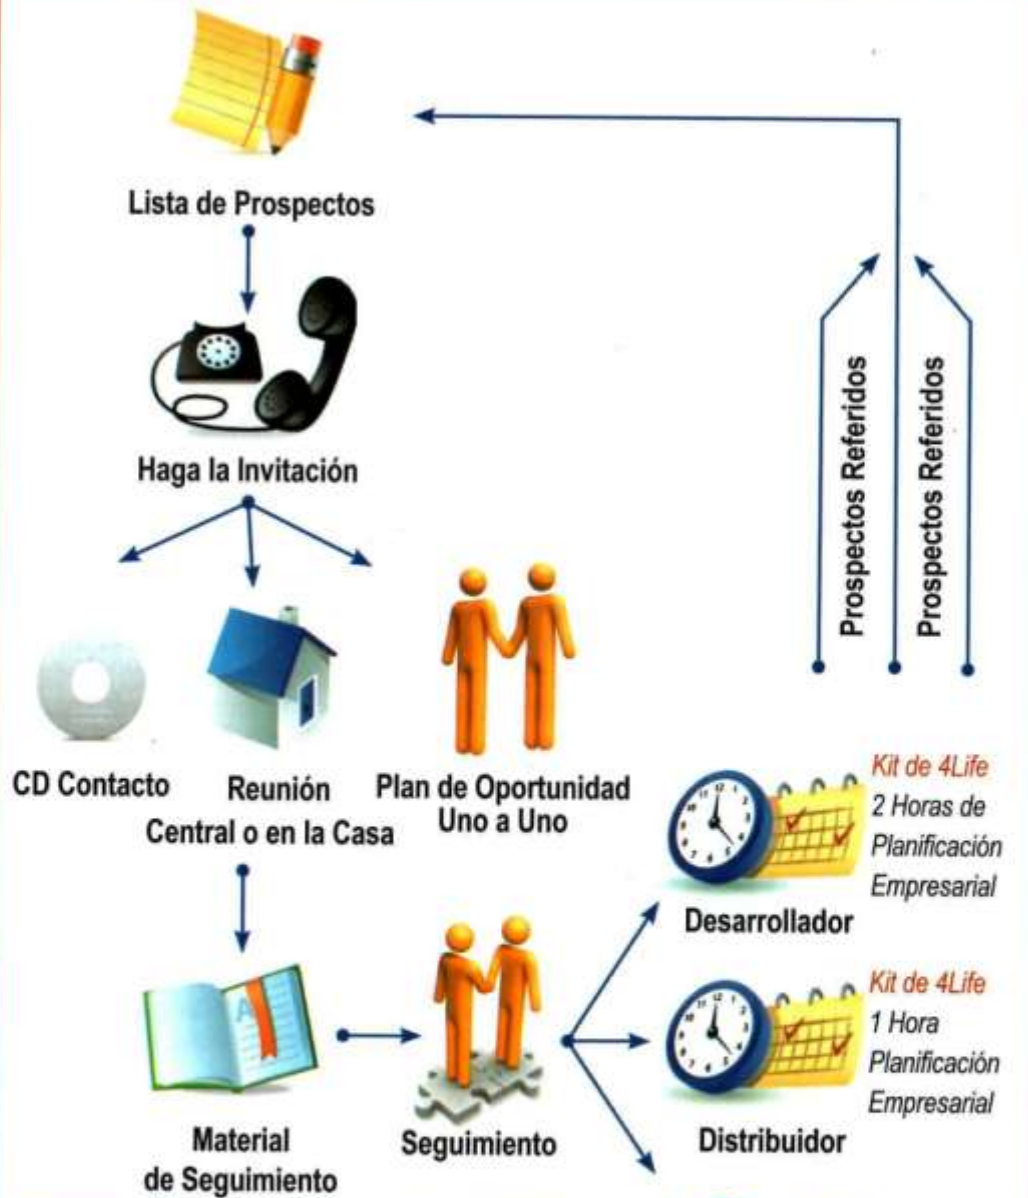 Lista de Prospectos
Haga la Invitación
Prospectos Referidos
Prospectos Referidos
CD Contacto
Reunión
Central o en la Casa
Plan de Oportunidad
Uno a Uno
Kit de 4Life
2 Horas de
Planificación
Empresarial
Desarrollador
Kit de 4Life
1 Hora
Planificación
Empresarial
Distribuidor
Material
de Seguimiento
Seguimiento